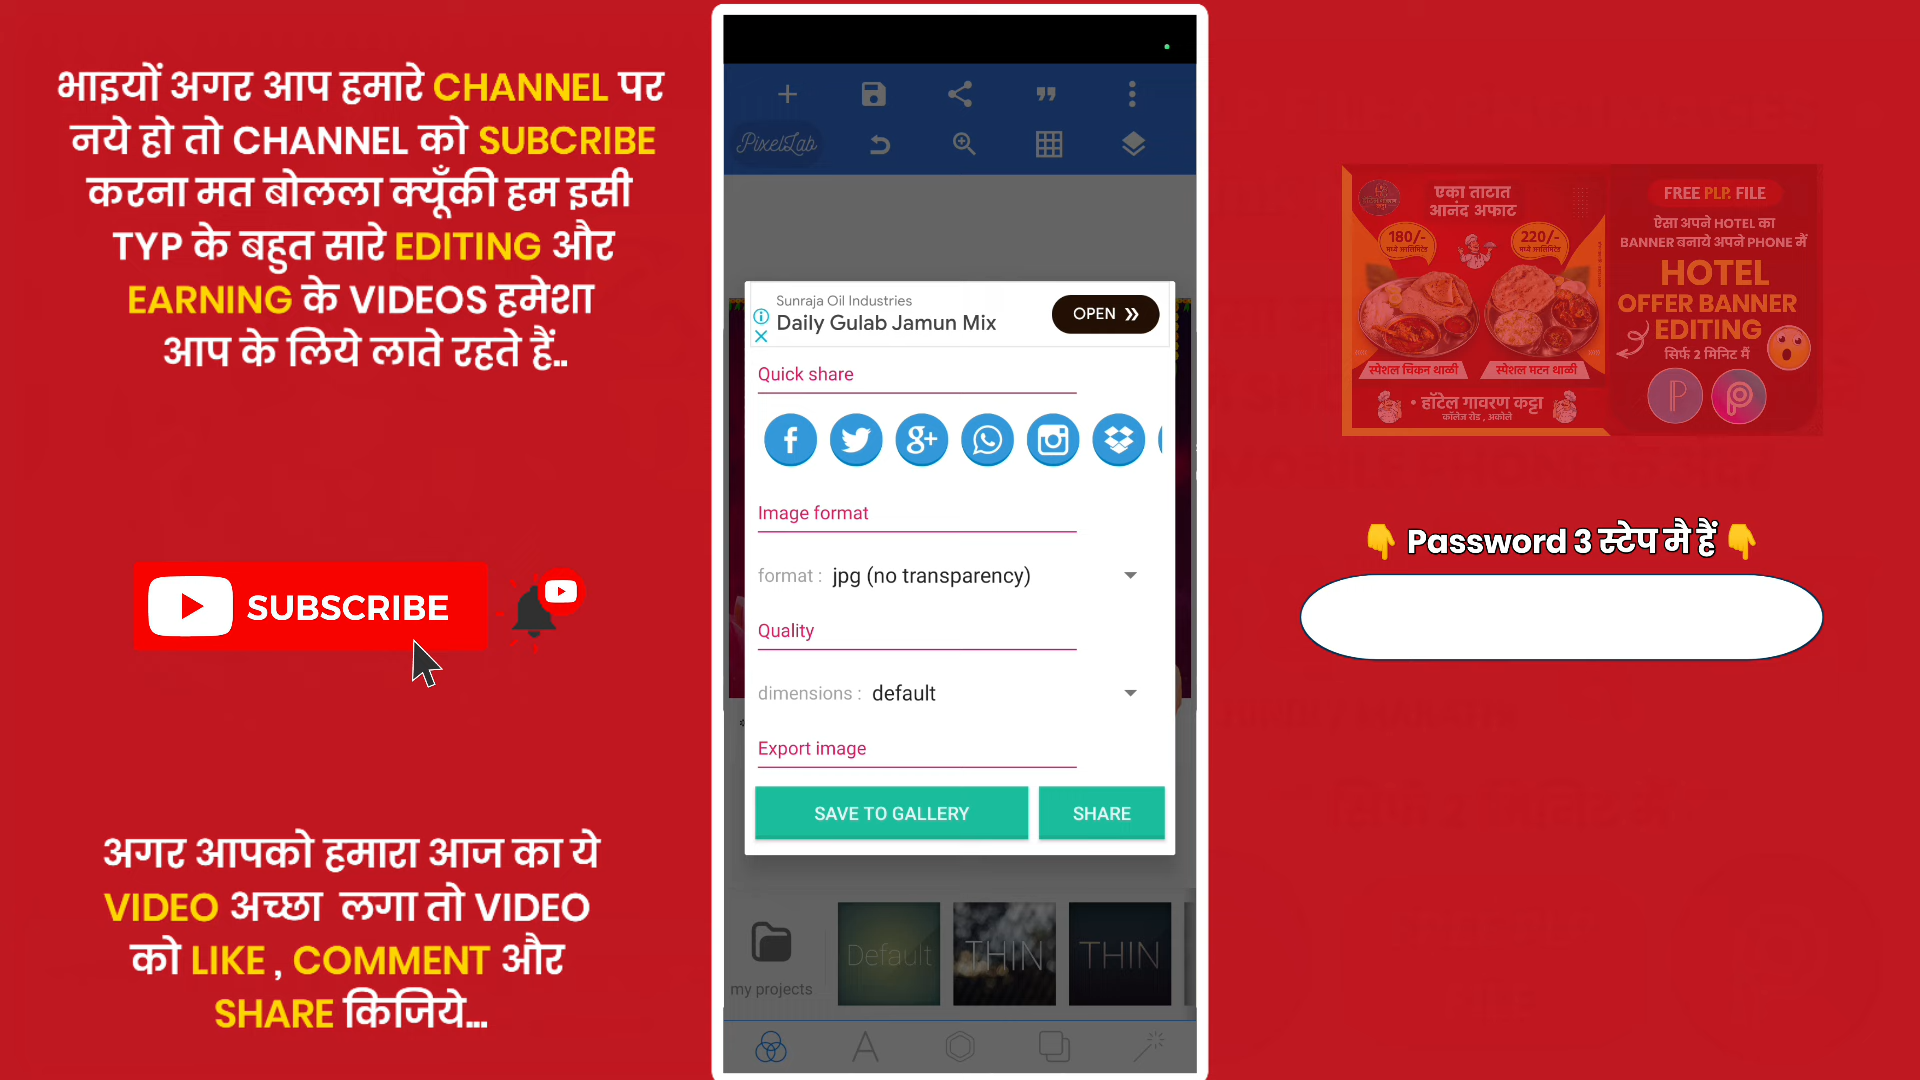 भाइयों अगर आप हमारे CHANNEL पर
नये हो तो CHANNEL को SUBCRIBE
करना मत बोलला क्यूँकी हम इसी
TYP के बहुत सारे EDITING और
EARNING के VIDEOS हमेशा
आप के लिये लाते रहते हैं..
SUBSCRIBE
अगर आपको हमारा आज का ये
VIDEO अच्छा लगा तो VIDEO
को LIKE , COMMENT और
SHARE किजिये...
PixelLab
Sunraja Oil Industries
Daily Gulab Jamun Mix
OPEN
Quick share
Image format
format : jpg (no transparency)
Quality
dimensions : default
Export image
SAVE TO GALLERY
SHARE
my projects
Default
THIN
THIN
एका ताटात
आनंद अफाट
180/-
220/-
स्पेशल चिकन थाळी
स्पेशल मटन थाळी
हॉटेल गावरण कट्टा
कॉलेज रोड , अकोले
FREE PLP. FILE
ऐसा अपने HOTEL का
BANNER बनाये अपने PHONE में
HOTEL
OFFER BANNER
EDITING
सिर्फ 2 मिनिट मैं
👇 Password 3 स्टेप मै हैं 👇